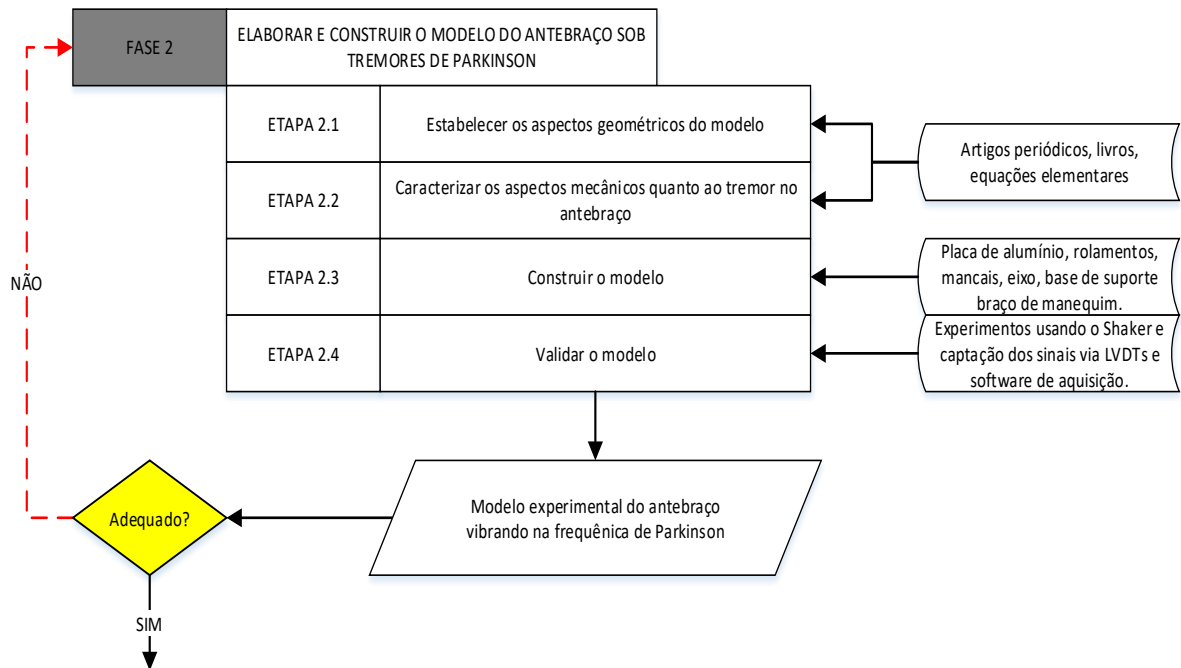 FASE 2
ELABORAR E CONSTRUIR O MODELO DO ANTEBRAÇO SOB
TREMORES DE PARKINSON
ETAPA 2.1
Estabelecer os aspectos geométricos do modelo
Artigos periódicos, livros,
equações elementares
ETAPA 2.2
Caracterizar os aspectos mecânicos quanto ao tremor no
antebraço
ETAPA 2.3
Construir o modelo
Placa de alumínio, rolamentos,
mancais, eixo, base de suporte
braço de manequim.
ETAPA 2.4
Validar o modelo
Experimentos usando o Shaker e
captação dos sinais via LVDTs e
software de aquisição.
NÃO
Modelo experimental do antebraço
vibrando na frequênica de Parkinson
Adequado?
SIM